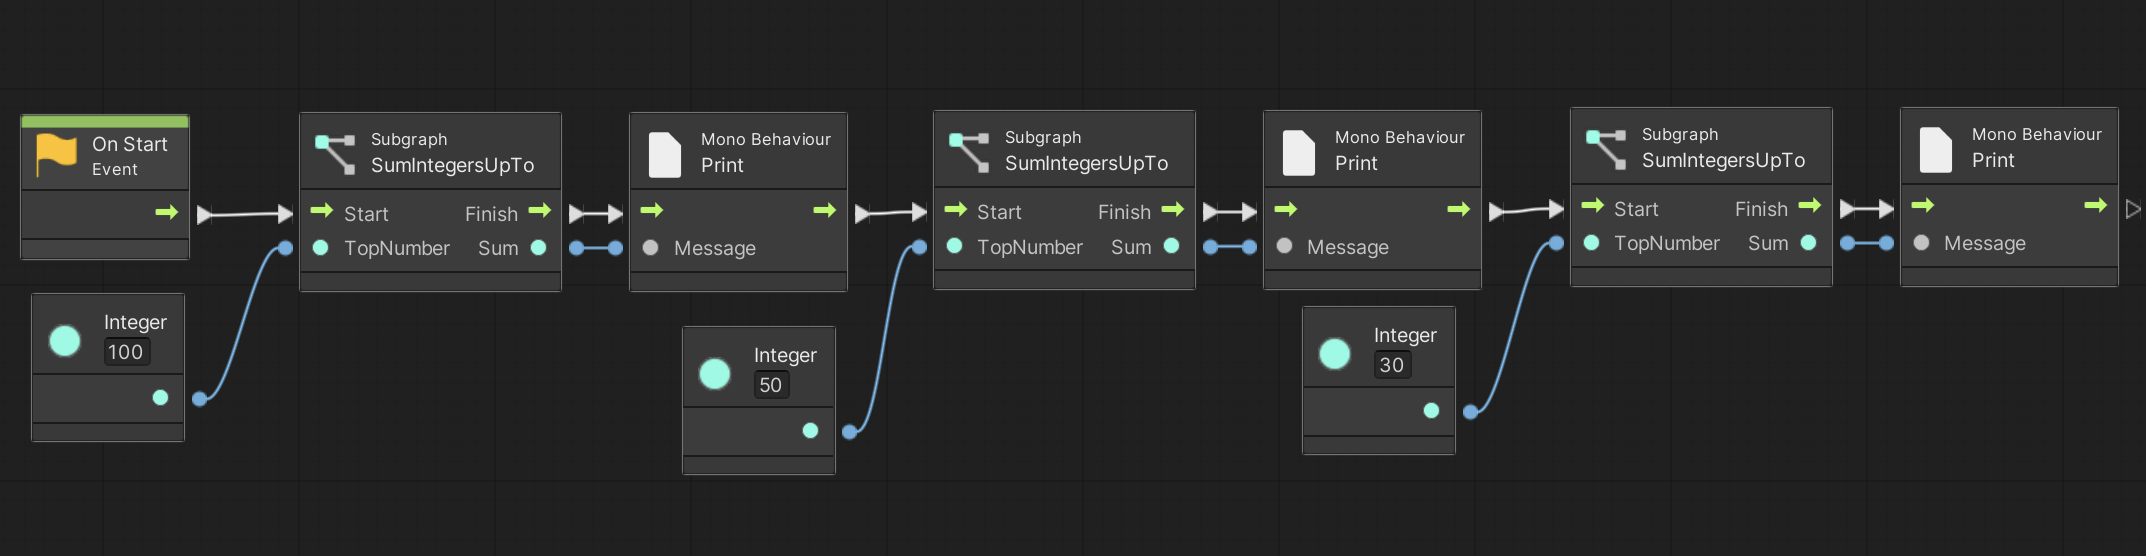 On Start
Event
Integer
100
Subgraph
SumIntegersUpTo
Start Finish
TopNumber Sum
Mono Behaviour
Print
Message
Integer
50
Subgraph
SumIntegersUpTo
Start Finish
TopNumber Sum
Mono Behaviour
Print
Message
Integer
30
Subgraph
SumIntegersUpTo
Start Finish
TopNumber Sum
Mono Behaviour
Print
Message